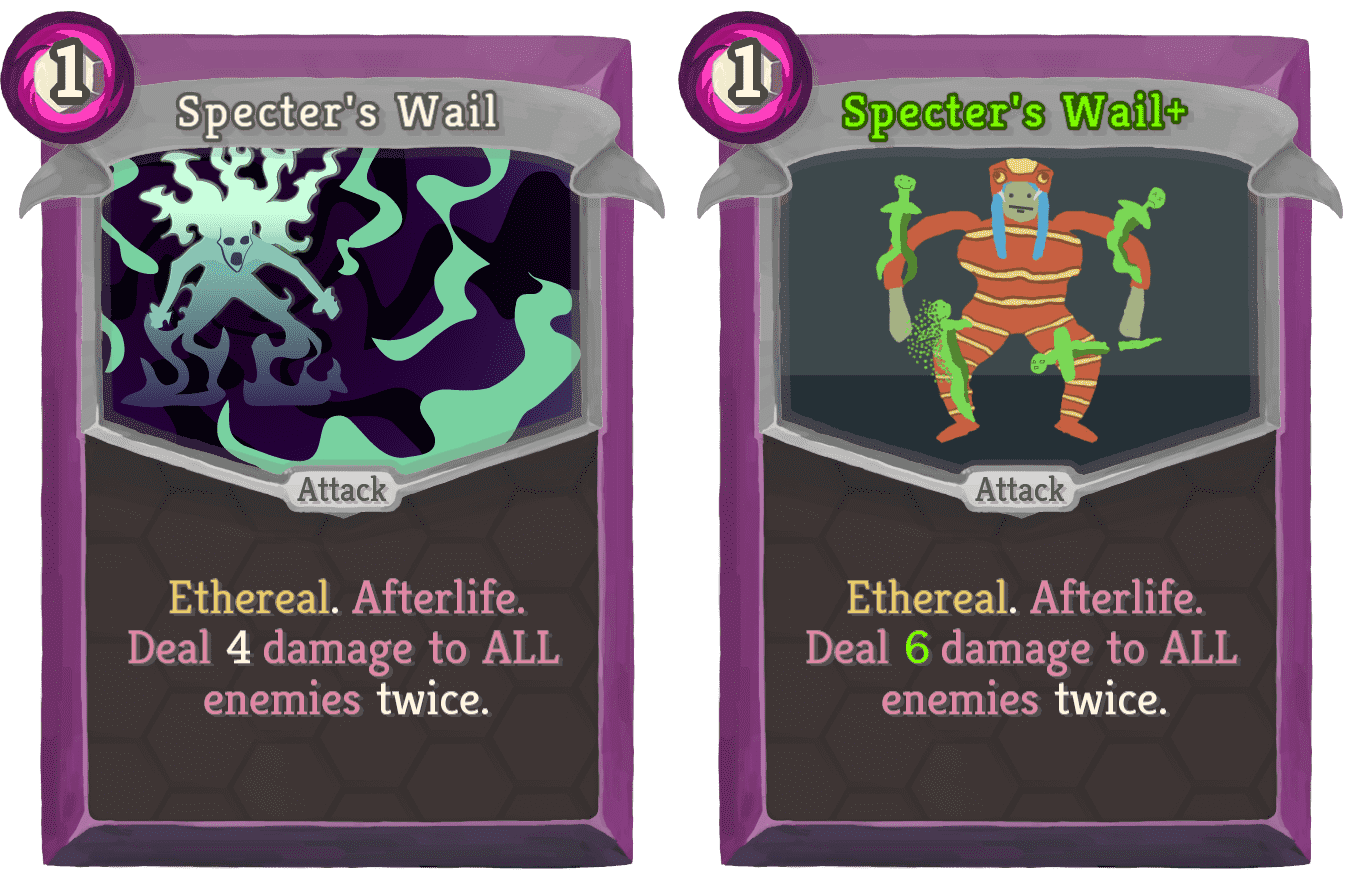 1
Specter's Wail
Attack
Ethereal. Afterlife.
Deal 4 damage to ALL
enemies twice.
1
Specter's Wail+
Attack
Ethereal. Afterlife.
Deal 6 damage to ALL
enemies twice.